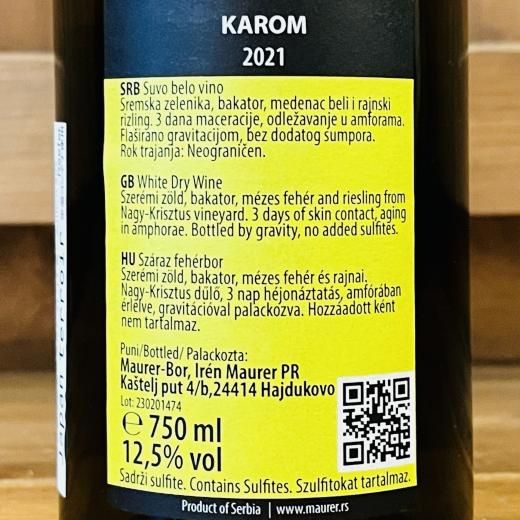 KAROM
2021
SRB Suvo belo vino
Sremska zelenika, bakator, medenac beli i rajnski
rizling. 3 dana maceracije, odležavanje u amforama.
Flaširano gravitacijom, bez dodatog sumpora.
Rok trajanja: Neograničen.
GB White Dry Wine
Szerémi zöld, bakator, mézes fehér and riesling from
Nagy-Krisztus vineyard. 3 days of skin contact, aging
in amphorae. Bottled by gravity, no added sulfites.
HU Száraz fehérbor
Szerémi zöld, bakator, mézes fehér és rajnai.
Nagy-Krisztus dűlő, 3 nap héjonáztatás, amfórában
érlelve, gravitációval palackozva. Hozzáadott ként
nem tartalmaz.
Puni/Bottled/ Palackozta:
Maurer-Bor, Irén Maurer PR
Kaštelj put 4/b,24414 Hajdukovo
Lot: 230201474
℮ 750 ml
12,5% vol
Sadrži sulfite. Contains Sulfites. Szulfitokat tartalmaz.
Product of Serbia | www.maurer.rs